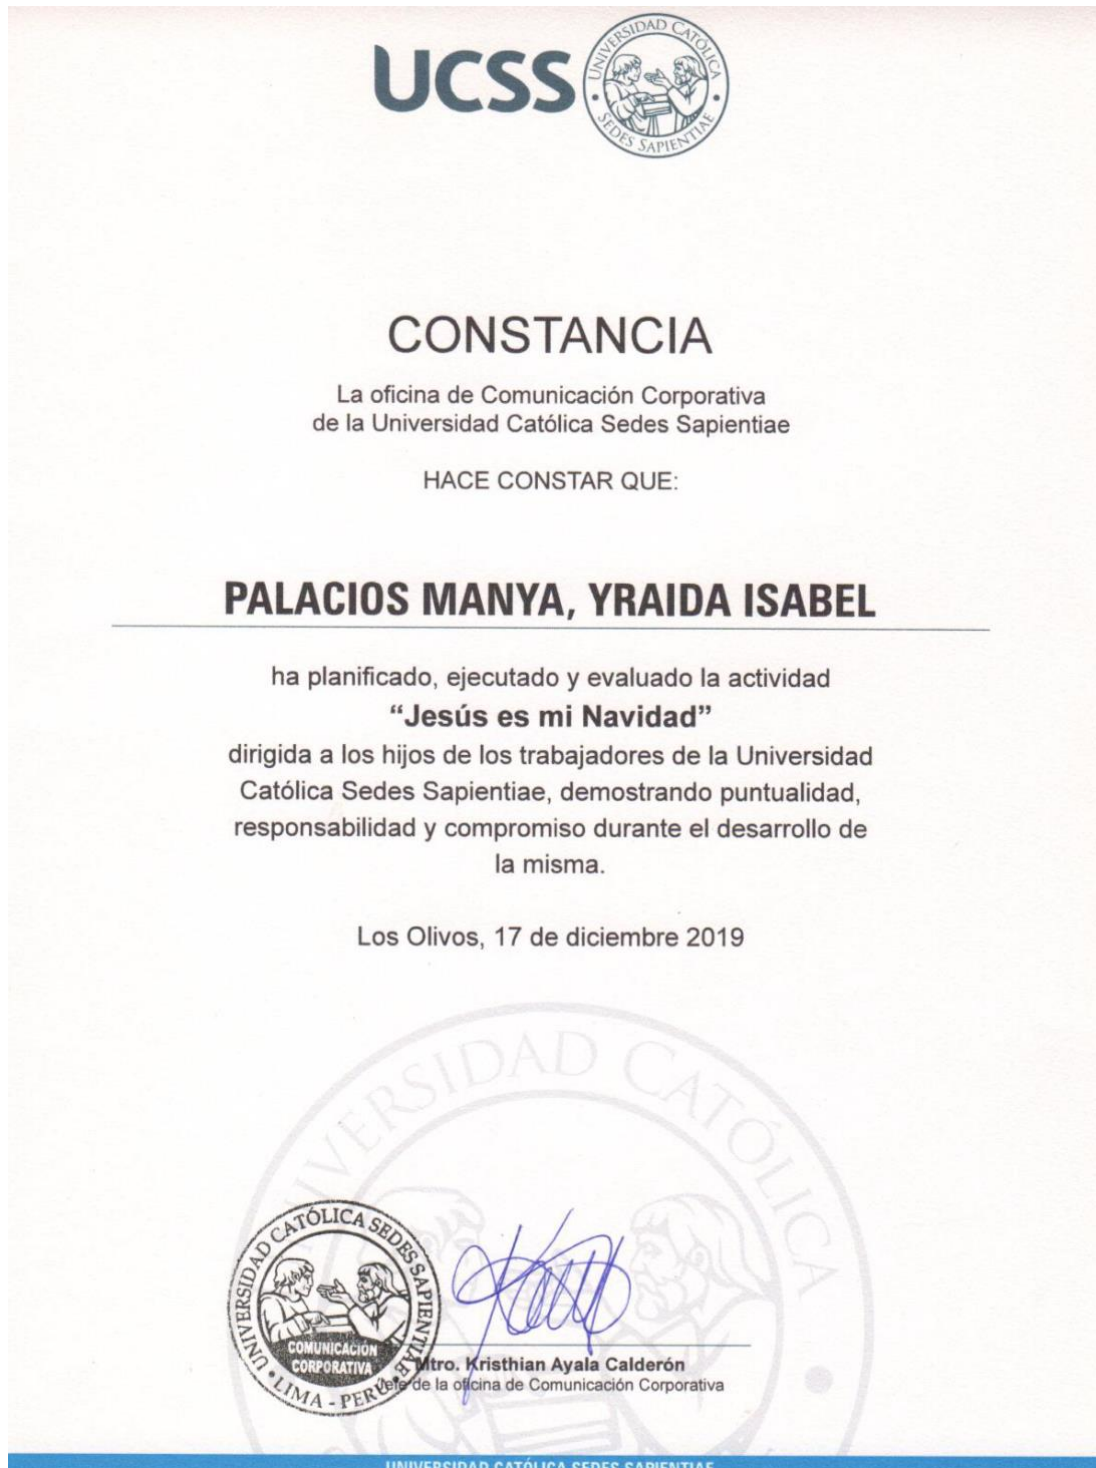 UCSS
UNIVERSIDAD CATÓLICA
SEDES SAPIENTIAE
CONSTANCIA
La oficina de Comunicación Corporativa
de la Universidad Católica Sedes Sapientiae
HACE CONSTAR QUE:
PALACIOS MANYA, YRAIDA ISABEL
ha planificado, ejecutado y evaluado la actividad
“Jesús es mi Navidad”
dirigida a los hijos de los trabajadores de la Universidad
Católica Sedes Sapientiae, demostrando puntualidad,
responsabilidad y compromiso durante el desarrollo de
la misma.
Los Olivos, 17 de diciembre 2019
UNIVERSIDAD CATÓLICA
UNIVERSIDAD CATÓLICA SEDES SAPIENTIAE
COMUNICACIÓN
CORPORATIVA
LIMA - PERÚ
Mtro. Kristhian Ayala Calderón
Jefe de la oficina de Comunicación Corporativa
UNIVERSIDAD CATÓLICA SEDES SAPIENTIAE